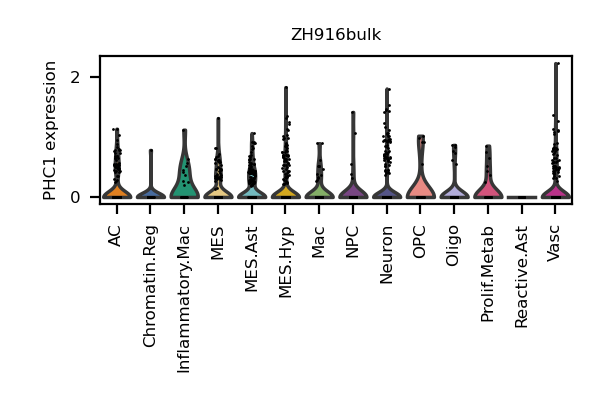 ZH916bulk
PHC1 expression
2
0
AC
Chromatin.Reg
Inflammatory.Mac
MES
MES.Ast
MES.Hyp
Mac
NPC
Neuron
OPC
Oligo
Prolif.Metab
Reactive.Ast
Vasc